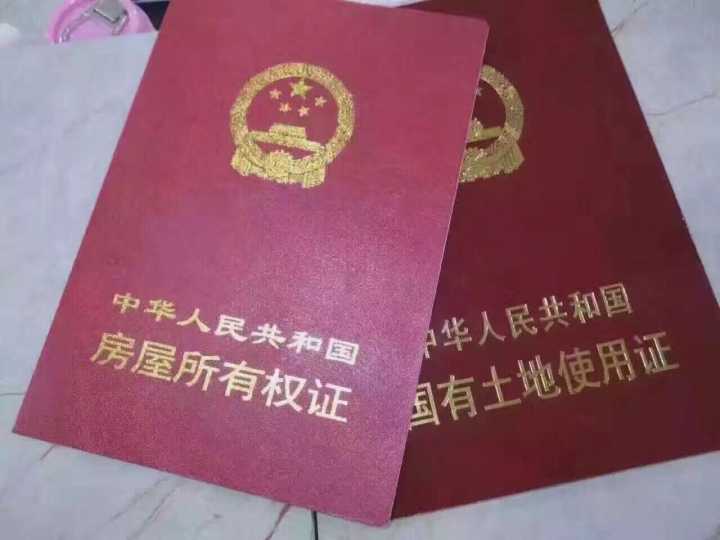 中华人民共和国
房屋所有权证
中华人民共和国
国有土地使用证